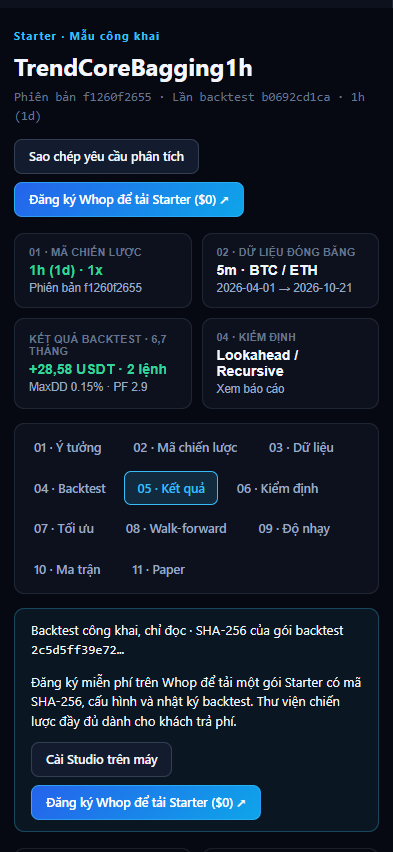 Starter · Mẫu công khai
TrendCoreBagging1h
Phiên bản f1260f2655 · Lần backtest b0692cd1ca · 1h
(1d)
Sao chép yêu cầu phân tích
Đăng ký Whop để tải Starter ($0) ↗
01 · MÃ CHIẾN LƯỢC
1h (1d) · 1x
Phiên bản f1260f2655
02 · DỮ LIỆU ĐÓNG BĂNG
5m · BTC / ETH
2026-04-01 → 2026-10-21
KẾT QUẢ BACKTEST · 6,7
THÁNG
+28,58 USDT · 2 lệnh
MaxDD 0.15% · PF 2.9
04 · KIỂM ĐỊNH
Lookahead /
Recursive
Xem báo cáo
01 · Ý tưởng
02 · Mã chiến lược
03 · Dữ liệu
04 · Backtest
05 · Kết quả
06 · Kiểm định
07 · Tối ưu
08 · Walk-forward
09 · Độ nhạy
10 · Ma trận
11 · Paper
Backtest công khai, chỉ đọc · SHA-256 của gói backtest
2c5d5ff39e72…
Đăng ký miễn phí trên Whop để tải một gói Starter có mã
SHA-256, cấu hình và nhật ký backtest. Thư viện chiến
lược đầy đủ dành cho khách trả phí.
Cài Studio trên máy
Đăng ký Whop để tải Starter ($0) ↗